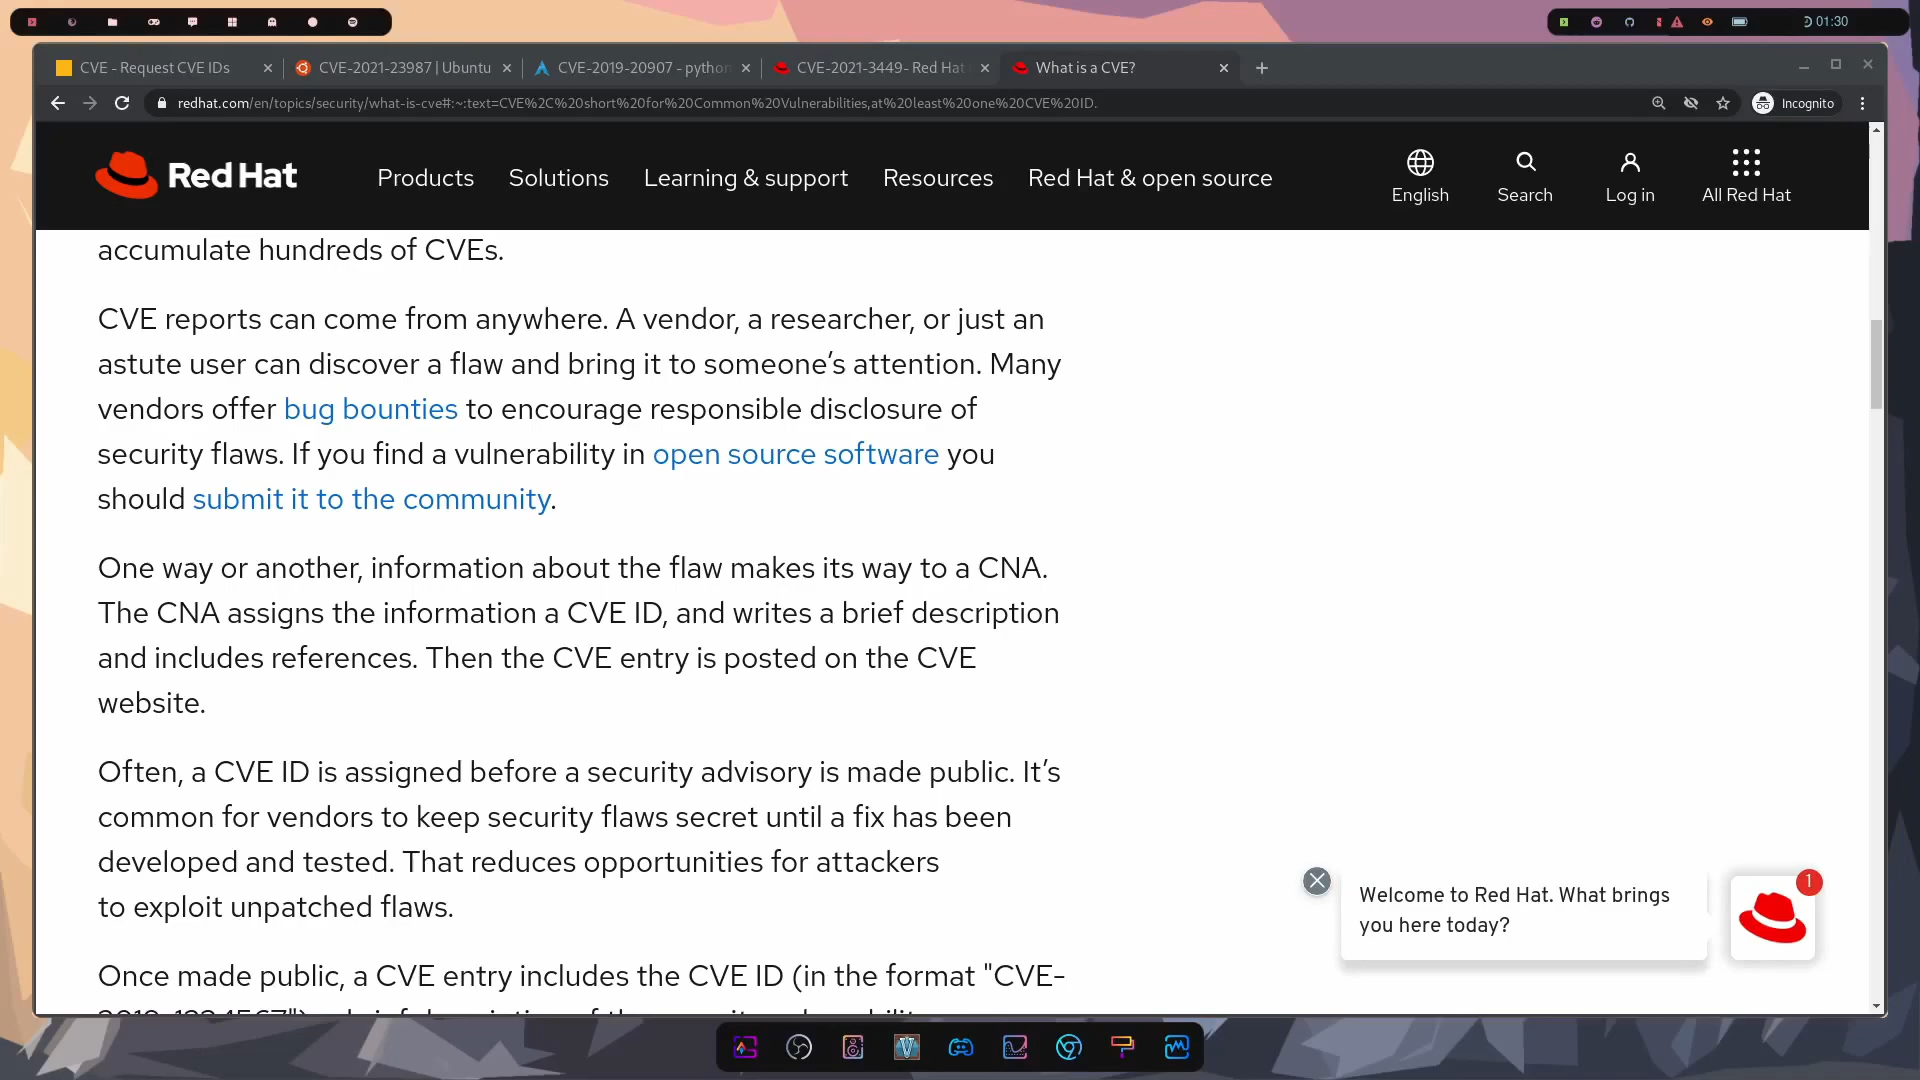 01:30
CVE - Request CVE IDs
CVE-2021-23987 | Ubuntu
CVE-2019-20907 - python
CVE-2021-3449- Red Hat
What is a CVE?
redhat.com/en/topics/security/what-is-cve#:~:text=CVE%2C%20short%20for%20Common%20Vulnerabilities,at%20least%20one%20CVE%20ID.
Incognito
Red Hat
Products
Solutions
Learning & support
Resources
Red Hat & open source
English
Search
Log in
All Red Hat
accumulate hundreds of CVEs.
CVE reports can come from anywhere. A vendor, a researcher, or just an
astute user can discover a flaw and bring it to someone’s attention. Many
vendors offer bug bounties to encourage responsible disclosure of
security flaws. If you find a vulnerability in open source software you
should submit it to the community.
One way or another, information about the flaw makes its way to a CNA.
The CNA assigns the information a CVE ID, and writes a brief description
and includes references. Then the CVE entry is posted on the CVE
website.
Often, a CVE ID is assigned before a security advisory is made public. It’s
common for vendors to keep security flaws secret until a fix has been
developed and tested. That reduces opportunities for attackers
to exploit unpatched flaws.
Once made public, a CVE entry includes the CVE ID (in the format "CVE-
Welcome to Red Hat. What brings
you here today?
1